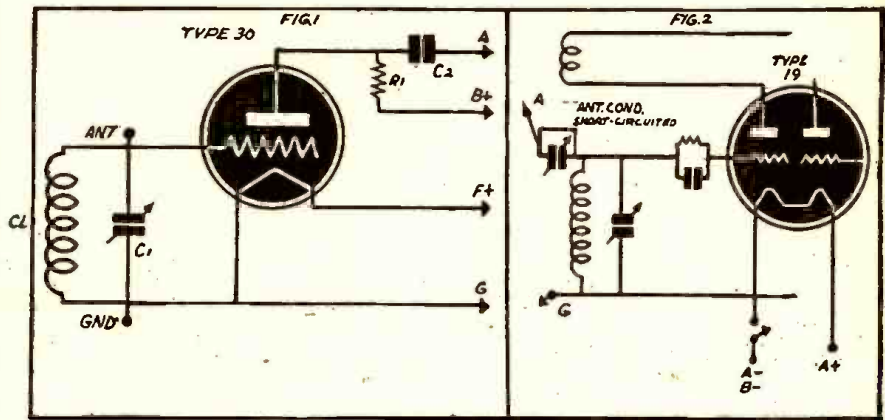 FIG.1
TYPE 30
A
C2
R1
B+
ANT
F+
CL
C1
G
GND
FIG.2
TYPE
19
A
ANT. COND.
SHORT-CIRCUITED
G
A-
B-
A+